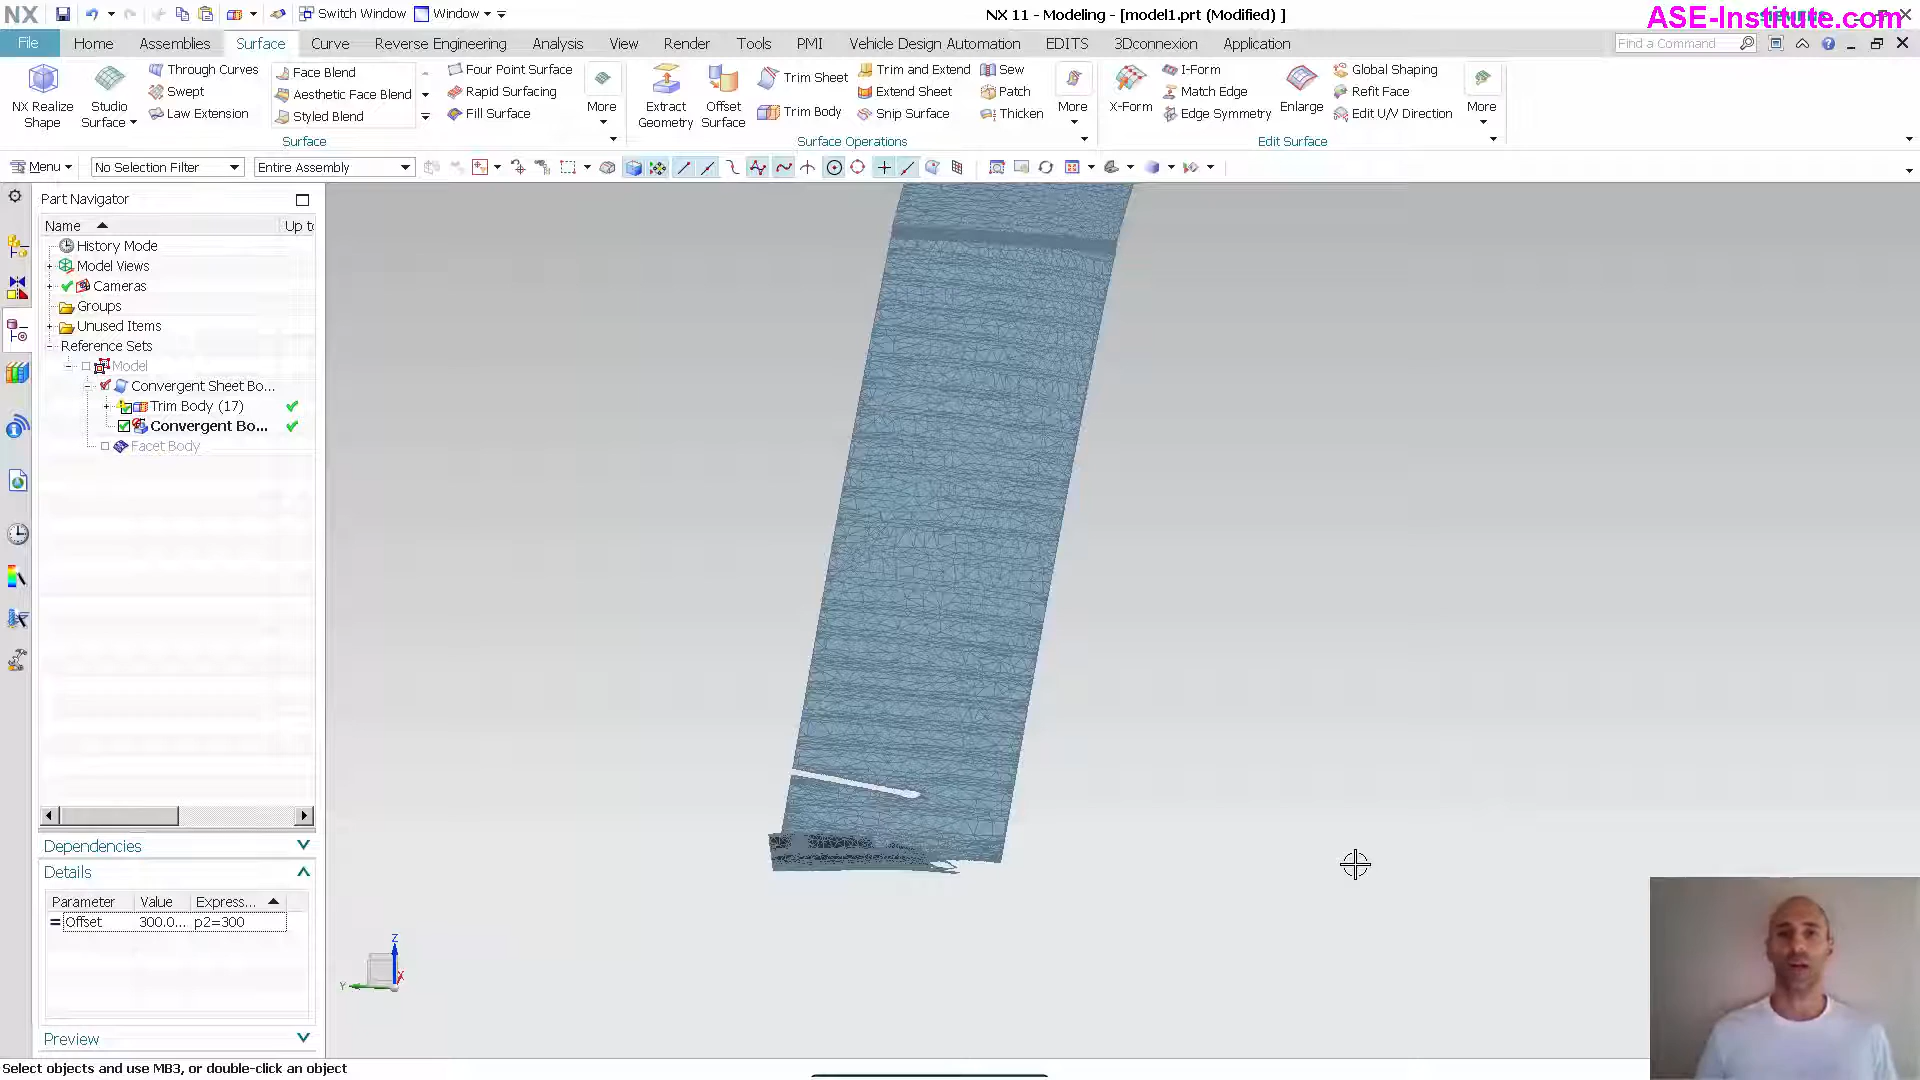 NX
Switch Window
Window
NX 11 - Modeling - [model1.prt (Modified) ]
ASE-Institute.com
File
Home
Assemblies
Surface
Curve
Reverse Engineering
Analysis
View
Render
Tools
PMI
Vehicle Design Automation
EDITS
3Dconnexion
Application
Find a Command
NX Realize
Shape
Studio
Surface
Through Curves
Swept
Law Extension
Face Blend
Aesthetic Face Blend
Styled Blend
Four Point Surface
Rapid Surfacing
Fill Surface
More
Surface
Extract
Geometry
Offset
Surface
Trim Sheet
Trim Body
Trim and Extend
Extend Sheet
Snip Surface
Sew
Patch
Thicken
More
Surface Operations
X-Form
I-Form
Match Edge
Edge Symmetry
Enlarge
Global Shaping
Refit Face
Edit U/V Direction
More
Edit Surface
Menu
No Selection Filter
Entire Assembly
Part Navigator
Name
Up to
History Mode
Model Views
Cameras
Groups
Unused Items
Reference Sets
Model
Convergent Sheet Bo...
Trim Body (17)
Convergent Bo...
Facet Body
Dependencies
Details
Parameter
Value
Express...
Offset
300.0...
p2=300
Preview
Z
X
Y
Select objects and use MB3, or double-click an object